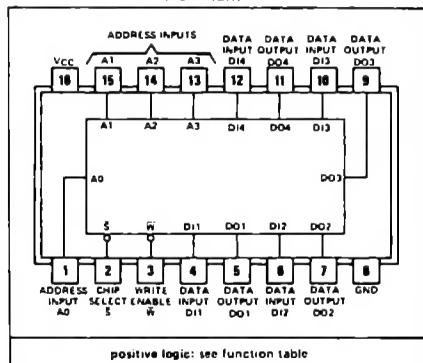 ADDRESS INPUTS
DATA INPUT DI4
DATA OUTPUT DO4
DATA INPUT DI3
DATA OUTPUT DO3
VCC A1 A2 A3
16 15 14 13 12 11 10 9
A1 A2 A3 DI4 DO4 DI3
A0 DO3
S̅ W̅ DI1 DO1 DI2 DO2
1 2 3 4 5 6 7 8
ADDRESS INPUT A0
CHIP SELECT S̅
WRITE ENABLE W̅
DATA INPUT DI1
DATA OUTPUT DO1
DATA INPUT DI2
DATA OUTPUT DO2
GND
positive logic: see function table